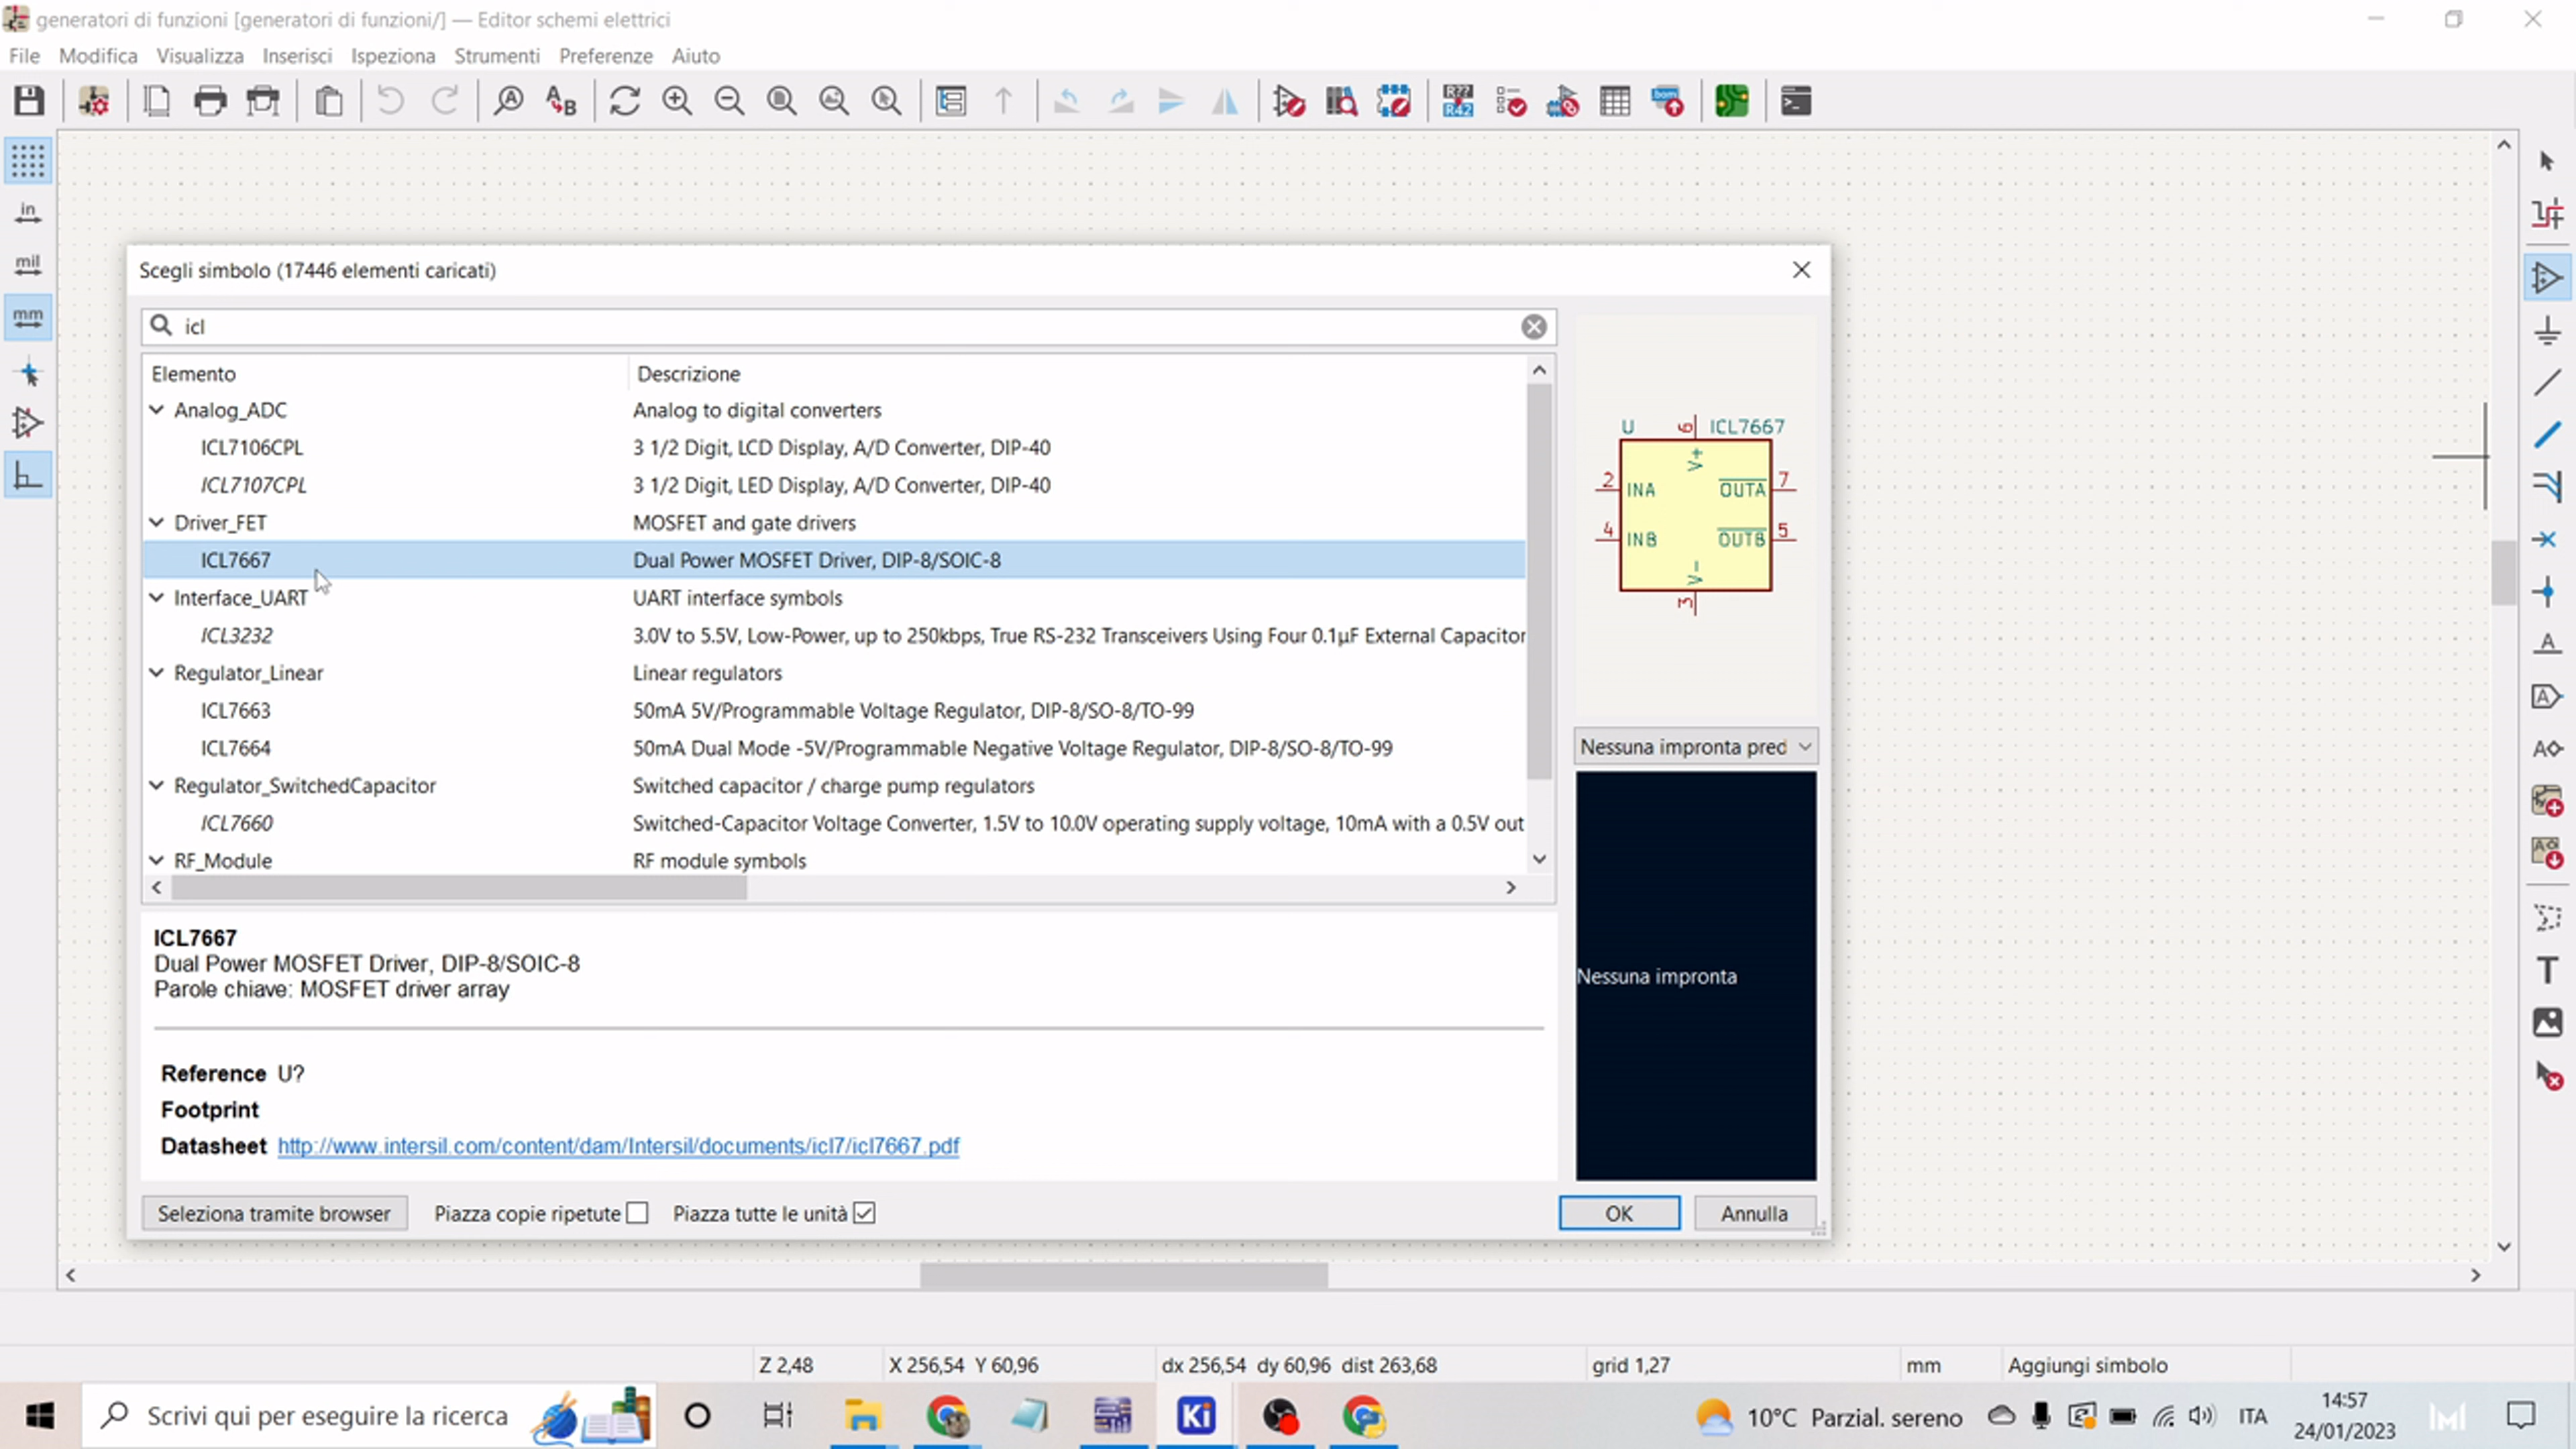 generatori di funzioni [generatori di funzioni/] — Editor schemi elettrici
File Modifica Visualizza Inserisci Ispeziona Strumenti Preferenze Aiuto
A B R?? R42 bom
in
mil
mm
Scegli simbolo (17446 elementi caricati)
icl
Elemento Descrizione
Analog_ADC Analog to digital converters
ICL7106CPL 3 1/2 Digit, LCD Display, A/D Converter, DIP-40
ICL7107CPL 3 1/2 Digit, LED Display, A/D Converter, DIP-40
Driver_FET MOSFET and gate drivers
ICL7667 Dual Power MOSFET Driver, DIP-8/SOIC-8
Interface_UART UART interface symbols
ICL3232 3.0V to 5.5V, Low-Power, up to 250kbps, True RS-232 Transceivers Using Four 0.1µF External Capacitor
Regulator_Linear Linear regulators
ICL7663 50mA 5V/Programmable Voltage Regulator, DIP-8/SO-8/TO-99
ICL7664 50mA Dual Mode -5V/Programmable Negative Voltage Regulator, DIP-8/SO-8/TO-99
Regulator_SwitchedCapacitor Switched capacitor / charge pump regulators
ICL7660 Switched-Capacitor Voltage Converter, 1.5V to 10.0V operating supply voltage, 10mA with a 0.5V out
RF_Module RF module symbols
U 6 ICL7667
V+
2 INA OUTA 7
4 INB OUTB 5
V-
3
Nessuna impronta pred
Nessuna impronta
ICL7667
Dual Power MOSFET Driver, DIP-8/SOIC-8
Parole chiave: MOSFET driver array
Reference U?
Footprint
Datasheet http://www.intersil.com/content/dam/Intersil/documents/icl7/icl7667.pdf
Seleziona tramite browser Piazza copie ripetute Piazza tutte le unità OK Annulla
A
A
A
T
Z 2,48 X 256,54 Y 60,96 dx 256,54 dy 60,96 dist 263,68 grid 1,27 mm Aggiungi simbolo
Scrivi qui per eseguire la ricerca Ki 10°C Parzial. sereno ITA 14:57
24/01/2023